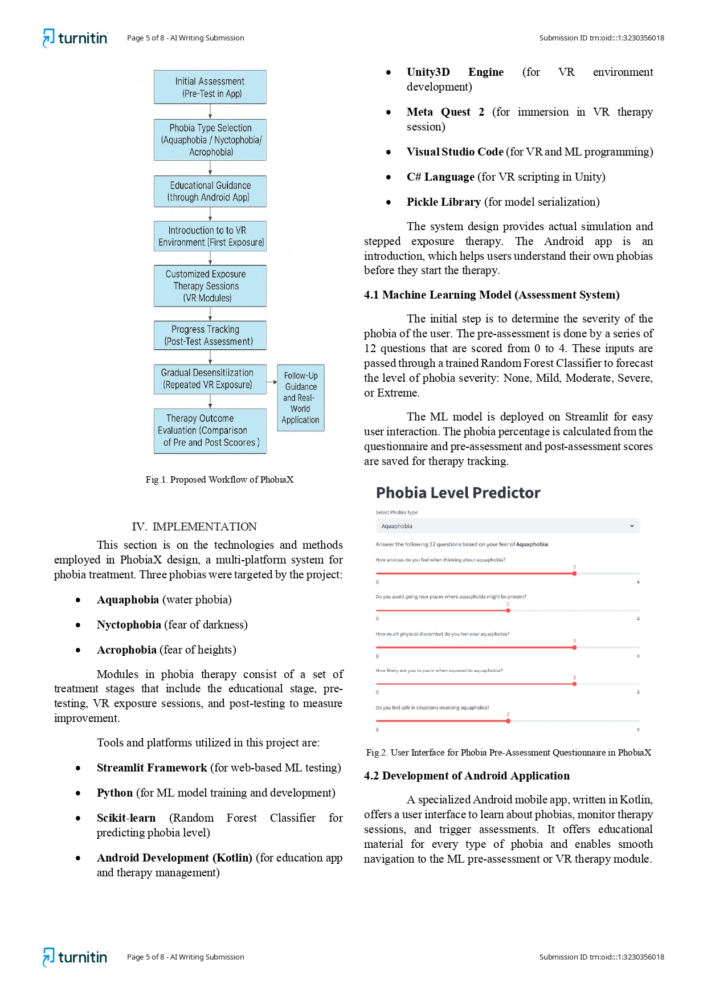 turnitin
Page 5 of 8 - AI Writing Submission
Submission ID trn:oid:::1:3230356018
Initial Assessment
(Pre-Test in App)
Phobia Type Selection
(Aquaphobia / Nyctophobia/
Acrophobia)
Educational Guidance
(through Android App)
Introduction to to VR
Environment (First Exposure)
Customized Exposure
Therapy Sessions
(VR Modules)
Progress Tracking
(Post-Test Assessment)
Gradual Desensitiization
(Repeated VR Exposure)
Follow-Up
Guidance
and Real-
World
Application
Therapy Outcome
Evaluation (Comparison
of Pre and Post Scoores )
Fig.1. Proposed Workflow of PhobiaX
IV. IMPLEMENTATION
This section is on the technologies and methods
employed in PhobiaX design, a multi-platform system for
phobia treatment. Three phobias were targeted by the project:
• Aquaphobia (water phobia)
• Nyctophobia (fear of darkness)
• Acrophobia (fear of heights)
Modules in phobia therapy consist of a set of
treatment stages that include the educational stage, pre-
testing, VR exposure sessions, and post-testing to measure
improvement.
Tools and platforms utilized in this project are:
• Streamlit Framework (for web-based ML testing)
• Python (for ML model training and development)
• Scikit-learn (Random Forest Classifier for
predicting phobia level)
• Android Development (Kotlin) (for education app
and therapy management)
• Unity3D Engine (for VR environment
development)
• Meta Quest 2 (for immersion in VR therapy
session)
• Visual Studio Code (for VR and ML programming)
• C# Language (for VR scripting in Unity)
• Pickle Library (for model serialization)
The system design provides actual simulation and
stepped exposure therapy. The Android app is an
introduction, which helps users understand their own phobias
before they start the therapy.
4.1 Machine Learning Model (Assessment System)
The initial step is to determine the severity of the
phobia of the user. The pre-assessment is done by a series of
12 questions that are scored from 0 to 4. These inputs are
passed through a trained Random Forest Classifier to forecast
the level of phobia severity: None, Mild, Moderate, Severe,
or Extreme.
The ML model is deployed on Streamlit for easy
user interaction. The phobia percentage is calculated from the
questionnaire and pre-assessment and post-assessment scores
are saved for therapy tracking.
Phobia Level Predictor
Select Phobia Type
Aquaphobia
Answer the following 12 questions based on your fear of Aquaphobia:
How anxious do you feel when thinking about aquaphobia?
3
0 4
Do you avoid going near places where aquaphobia might be present?
2
0 4
How much physical discomfort do you feel near aquaphobia?
3
0 4
How likely are you to panic when exposed to aquaphobia?
3
0 4
Do you feel safe in situations involving aquaphobia?
2
0 4
Fig.2. User Interface for Phobia Pre-Assessment Questionnaire in PhobiaX
4.2 Development of Android Application
A specialized Android mobile app, written in Kotlin,
offers a user interface to learn about phobias, monitor therapy
sessions, and trigger assessments. It offers educational
material for every type of phobia and enables smooth
navigation to the ML pre-assessment or VR therapy module.
turnitin
Page 5 of 8 - AI Writing Submission
Submission ID trn:oid:::1:3230356018